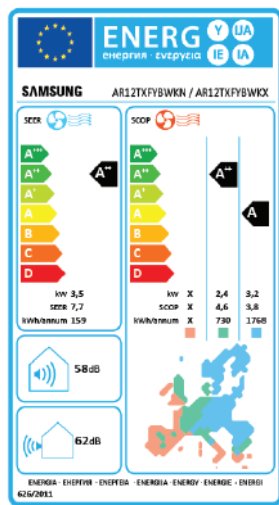 ENERG Y UA
енергия · ενεργεια IE IA
SAMSUNG AR12TXFYBWKN / AR12TXFYBWKX
SEER SCOP
A+++ A+++
A++ A++ A++ A++
A+ A+
A A A
B B
C C
D D
kW 3,5 kW X 2,4 3,2
SEER 7,7 SCOP X 4,6 3,8
kWh/annum 159 kWh/annum X 730 1768
58dB
62dB
ENERGIA · ЕНЕРГИЯ · ΕΝΕΡΓΕΙΑ · ENERGIJA · ENERGY · ENERGIE · ENERGI
626/2011